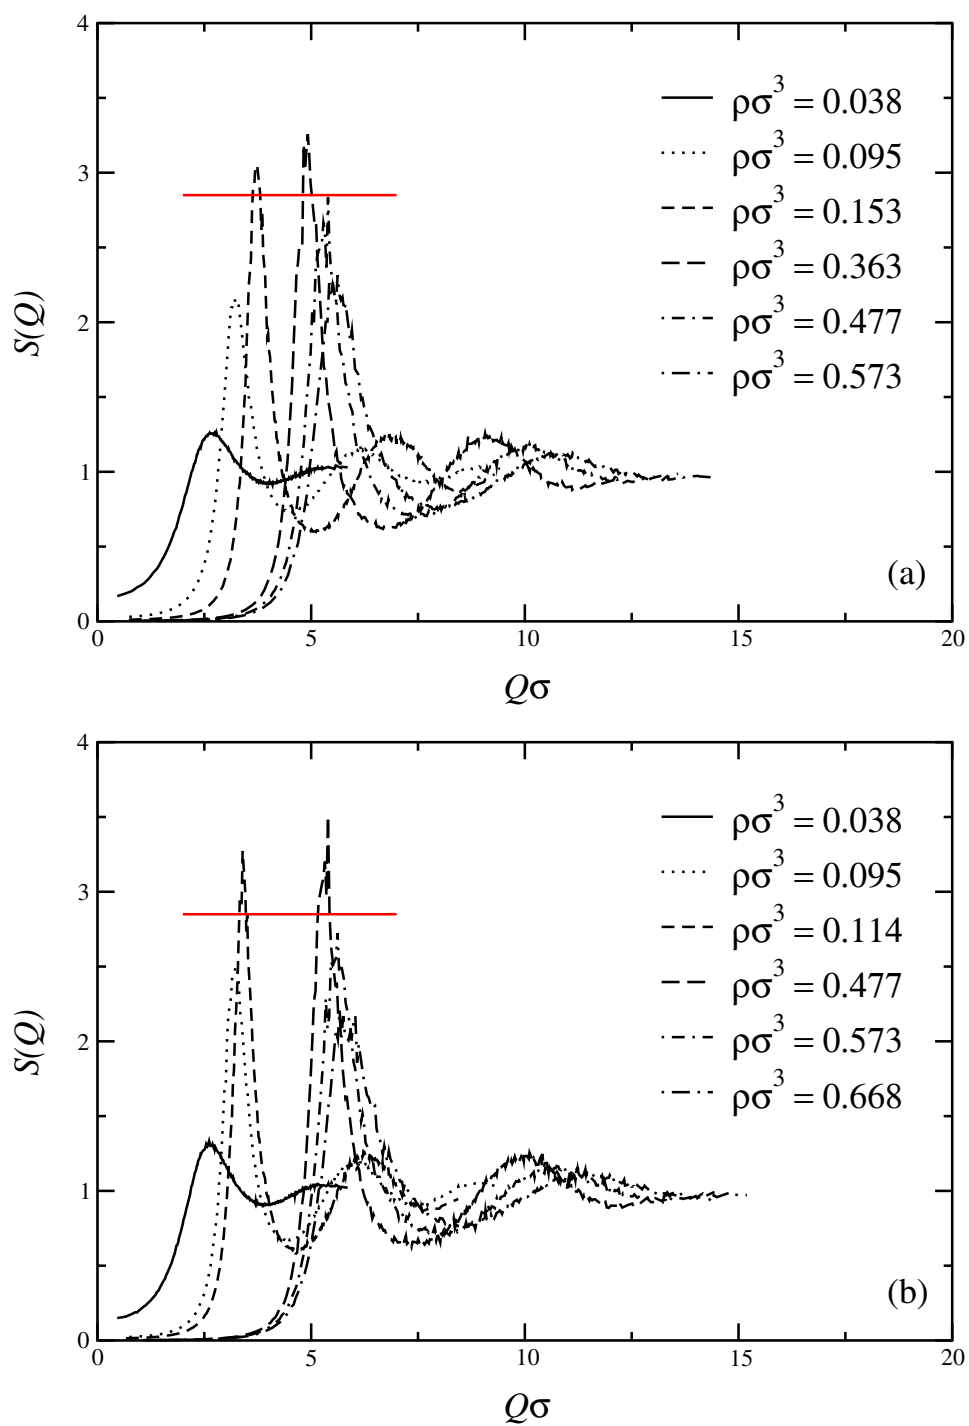 4
3
2
1
0
0
5
10
15
20
S(Q)
Qσ
ρσ³ = 0.038
ρσ³ = 0.095
ρσ³ = 0.153
ρσ³ = 0.363
ρσ³ = 0.477
ρσ³ = 0.573
(a)
4
3
2
1
0
0
5
10
15
20
S(Q)
Qσ
ρσ³ = 0.038
ρσ³ = 0.095
ρσ³ = 0.114
ρσ³ = 0.477
ρσ³ = 0.573
ρσ³ = 0.668
(b)